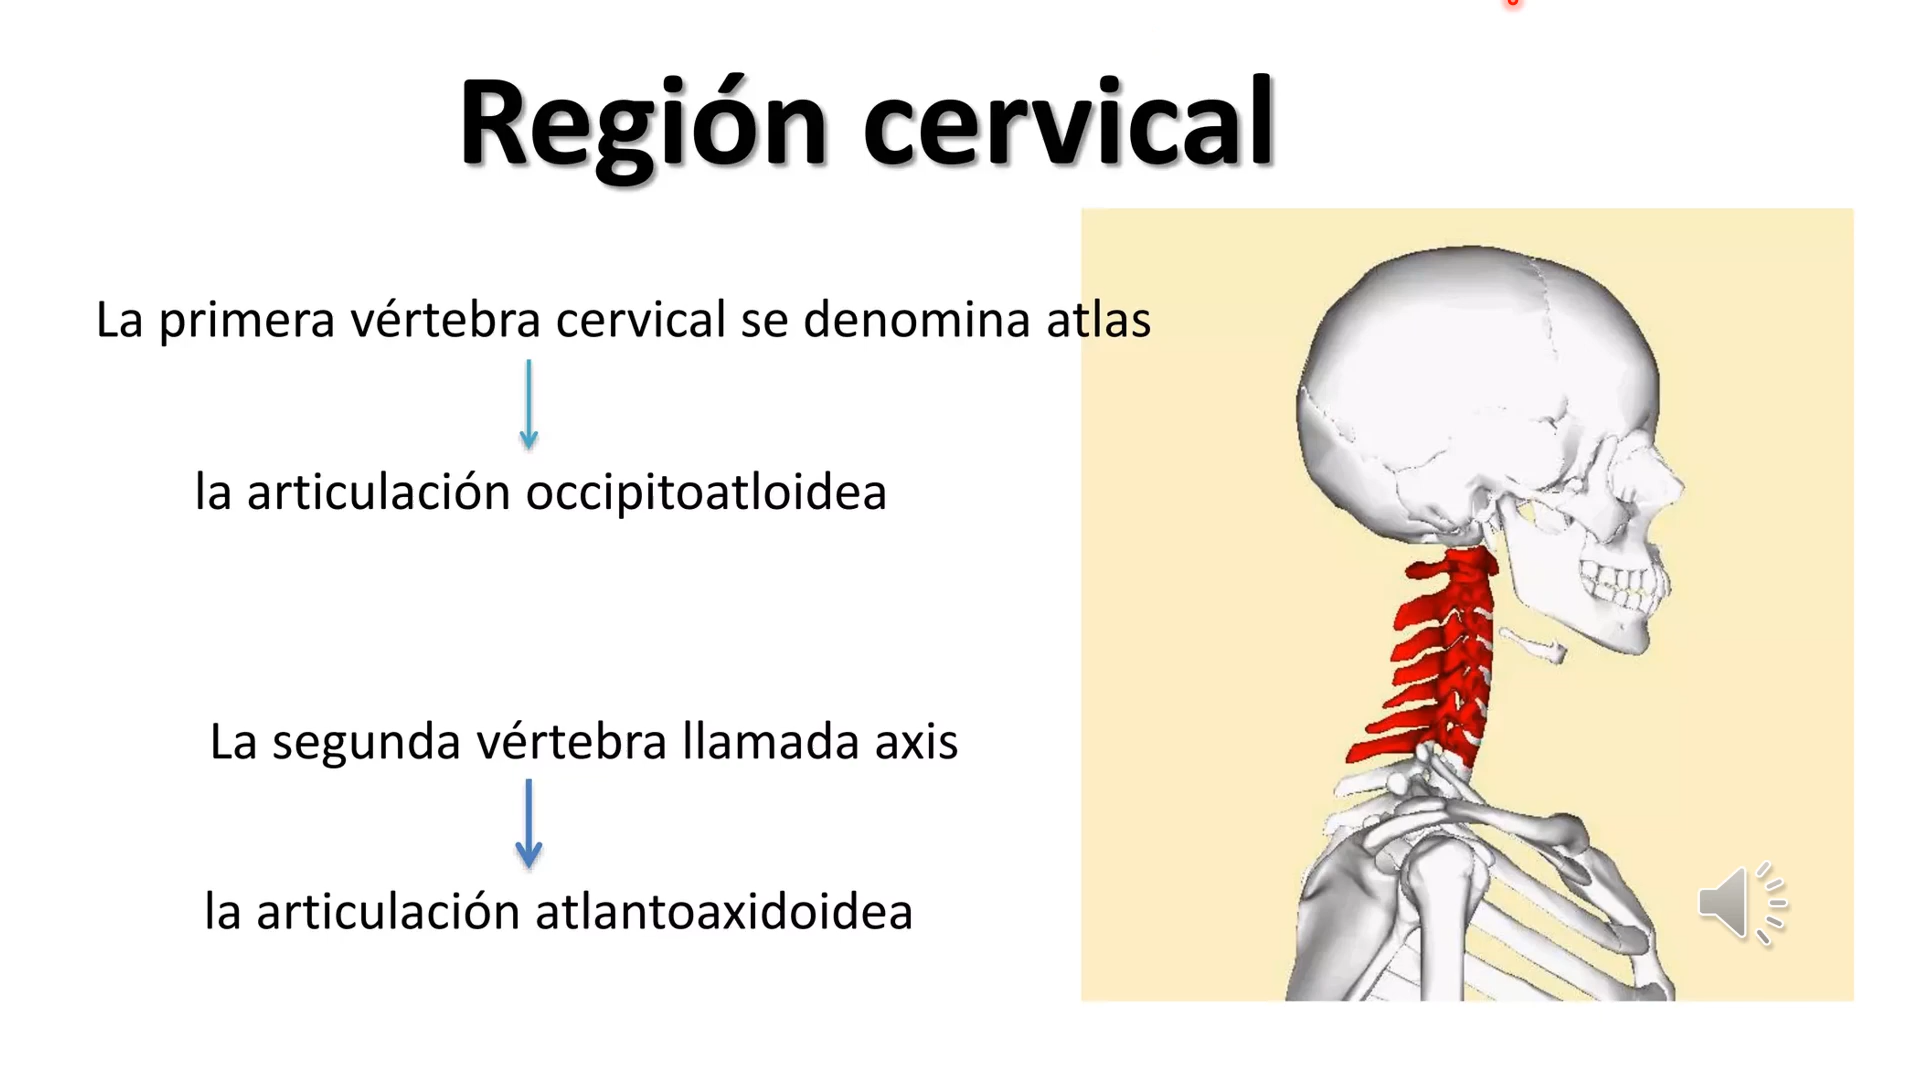 Región cervical
La primera vértebra cervical se denomina atlas
la articulación occipitoatloidea
La segunda vértebra llamada axis
la articulación atlantoaxidoidea